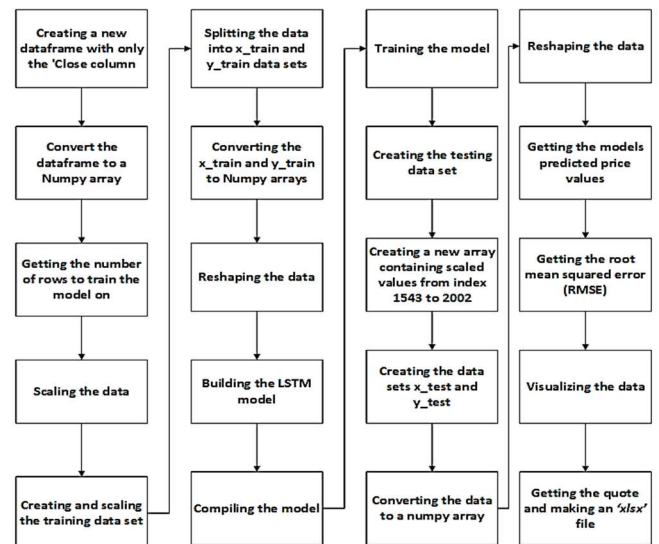 Creating a new
dataframe with only
the 'Close column
Convert the
dataframe to a
Numpy array
Getting the number
of rows to train the
model on
Scaling the data
Creating and scaling
the training data set
Splitting the data
into x_train and
y_train data sets
Converting the
x_train and y_train
to Numpy arrays
Reshaping the data
Building the LSTM
model
Compiling the model
Training the model
Creating the testing
data set
Creating a new array
containing scaled
values from index
1543 to 2002
Creating the data
sets x_test and
y_test
Converting the data
to a numpy array
Reshaping the data
Getting the models
predicted price
values
Getting the root
mean squared error
(RMSE)
Visualizing the data
Getting the quote
and making an 'xlsx'
file